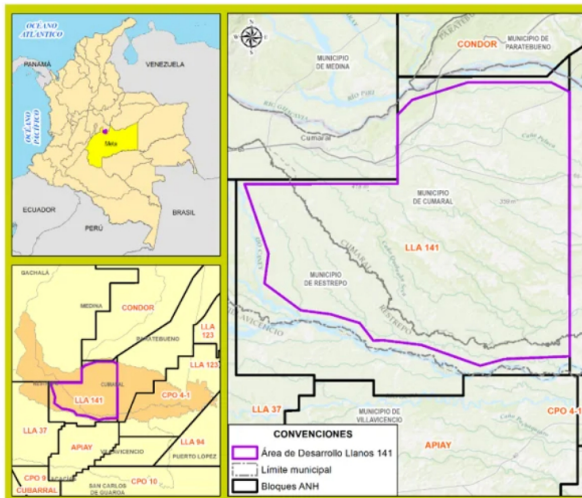 OCÉANO
ATLÁNTICO
PANAMÁ
VENEZUELA
OCÉANO
PACÍFICO
Meta
ECUADOR
BRASIL
PERÚ
GACHALA
MEDINA
CONDOR
PARATEBUENO
LLA
123
CUMARAL
LLA 123
LLA 141
CPO 4-1
LLA 37
APIAY
LLA 94
VILLAVICENCIO
PUERTO LÓPEZ
CPO 9
CUBARRAL
SAN CARLOS
DE GUAROA
CPO 10
CONDOR
MUNICIPIO DE
PARATEBUENO
MUNICIPIO
DE MEDINA
Cumaral
MUNICIPIO
DE CUMARAL
LLA 141
CUMARAL
RESTREPO
MUNICIPIO
DE RESTREPO
LLA 37
MUNICIPIO DE
VILLAVICENCIO
CPO 4-1
APIAY
CONVENCIONES
Área de Desarrollo Llanos 141
Límite municipal
Bloques ANH